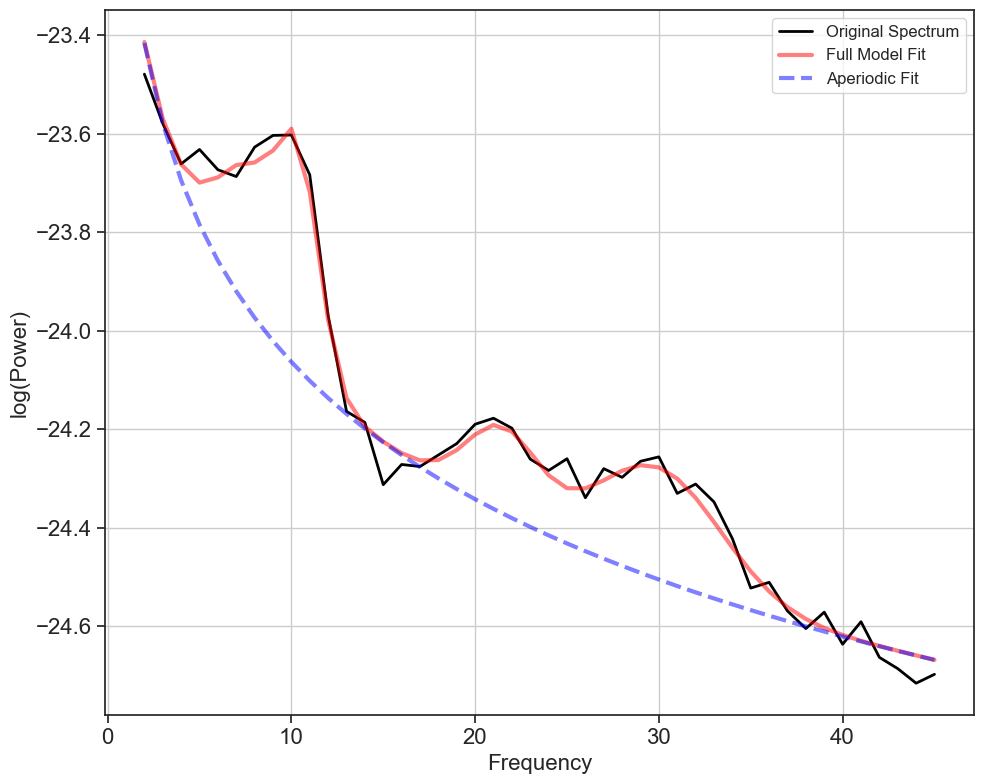 Original Spectrum
Full Model Fit
Aperiodic Fit
log(Power)
−23.4
−23.6
−23.8
−24.0
−24.2
−24.4
−24.6
0 10 20 30 40
Frequency